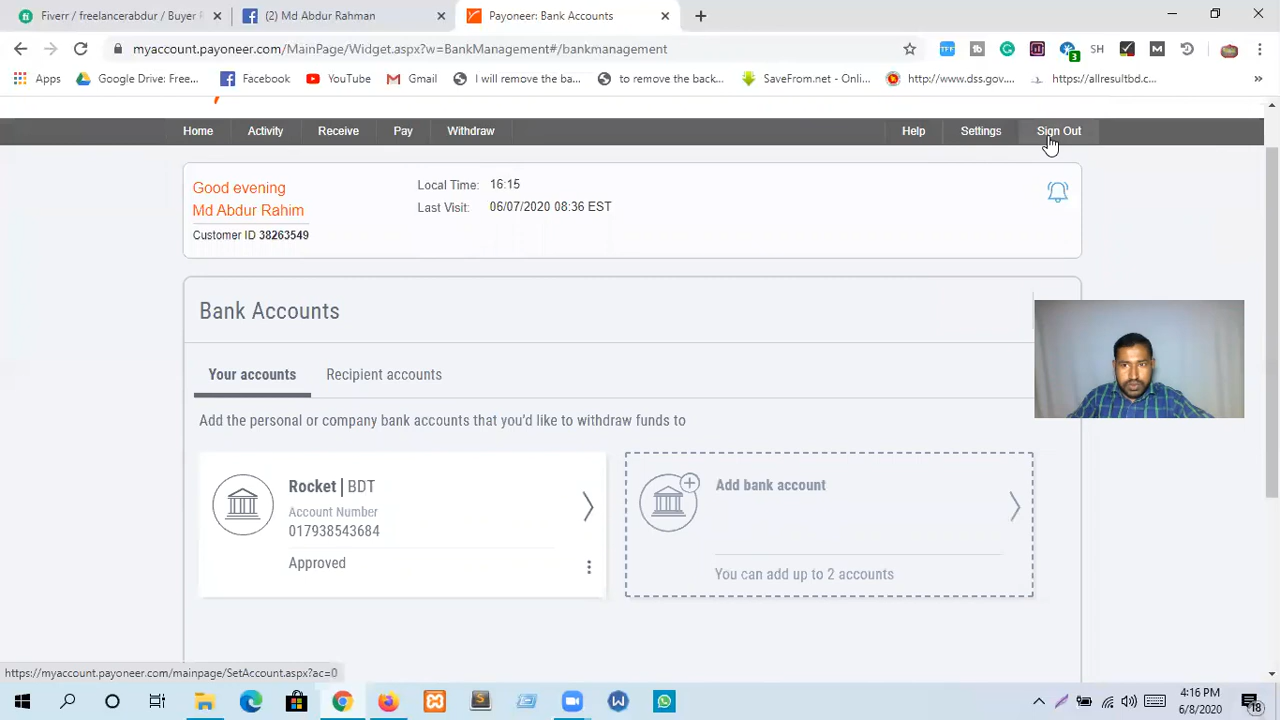 Fiverr / freelancerabdur / Buyer
(2) Md Abdur Rahman
Payoneer: Bank Accounts
myaccount.payoneer.com/MainPage/Widget.aspx?w=BankManagement#/bankmanagement
TFF
SH
3
Apps
Google Drive: Free...
Facebook
YouTube
Gmail
I will remove the ba...
to remove the back...
SaveFrom.net - Onli...
http://www.dss.gov....
https://allresultbd.c...
»
Home
Activity
Receive
Pay
Withdraw
Help
Settings
Sign Out
Good evening
Md Abdur Rahim
Customer ID 38263549
Local Time: 16:15
Last Visit: 06/07/2020 08:36 EST
Bank Accounts
Your accounts
Recipient accounts
Add the personal or company bank accounts that you'd like to withdraw funds to
Rocket | BDT
Account Number
017938543684
Approved
Add bank account
You can add up to 2 accounts
https://myaccount.payoneer.com/mainpage/SetAccount.aspx?ac=0
4:16 PM
6/8/2020
18